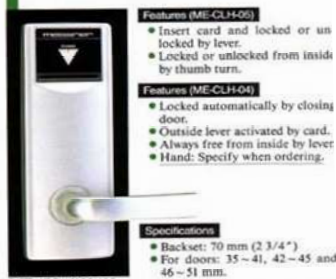 Features (ME-CLH-05)
• Insert card and locked or un
locked by lever.
• Locked or unlocked from inside
by thumb turn.
Features (ME-CLH-04)
• Locked automatically by closing
door.
• Outside lever activated by card.
• Always free from inside by lever.
• Hand: Specify when ordering.
Specifications
• Backset: 70 mm (2 3/4")
• For doors: 35~41, 42~45 and
46~51 mm.